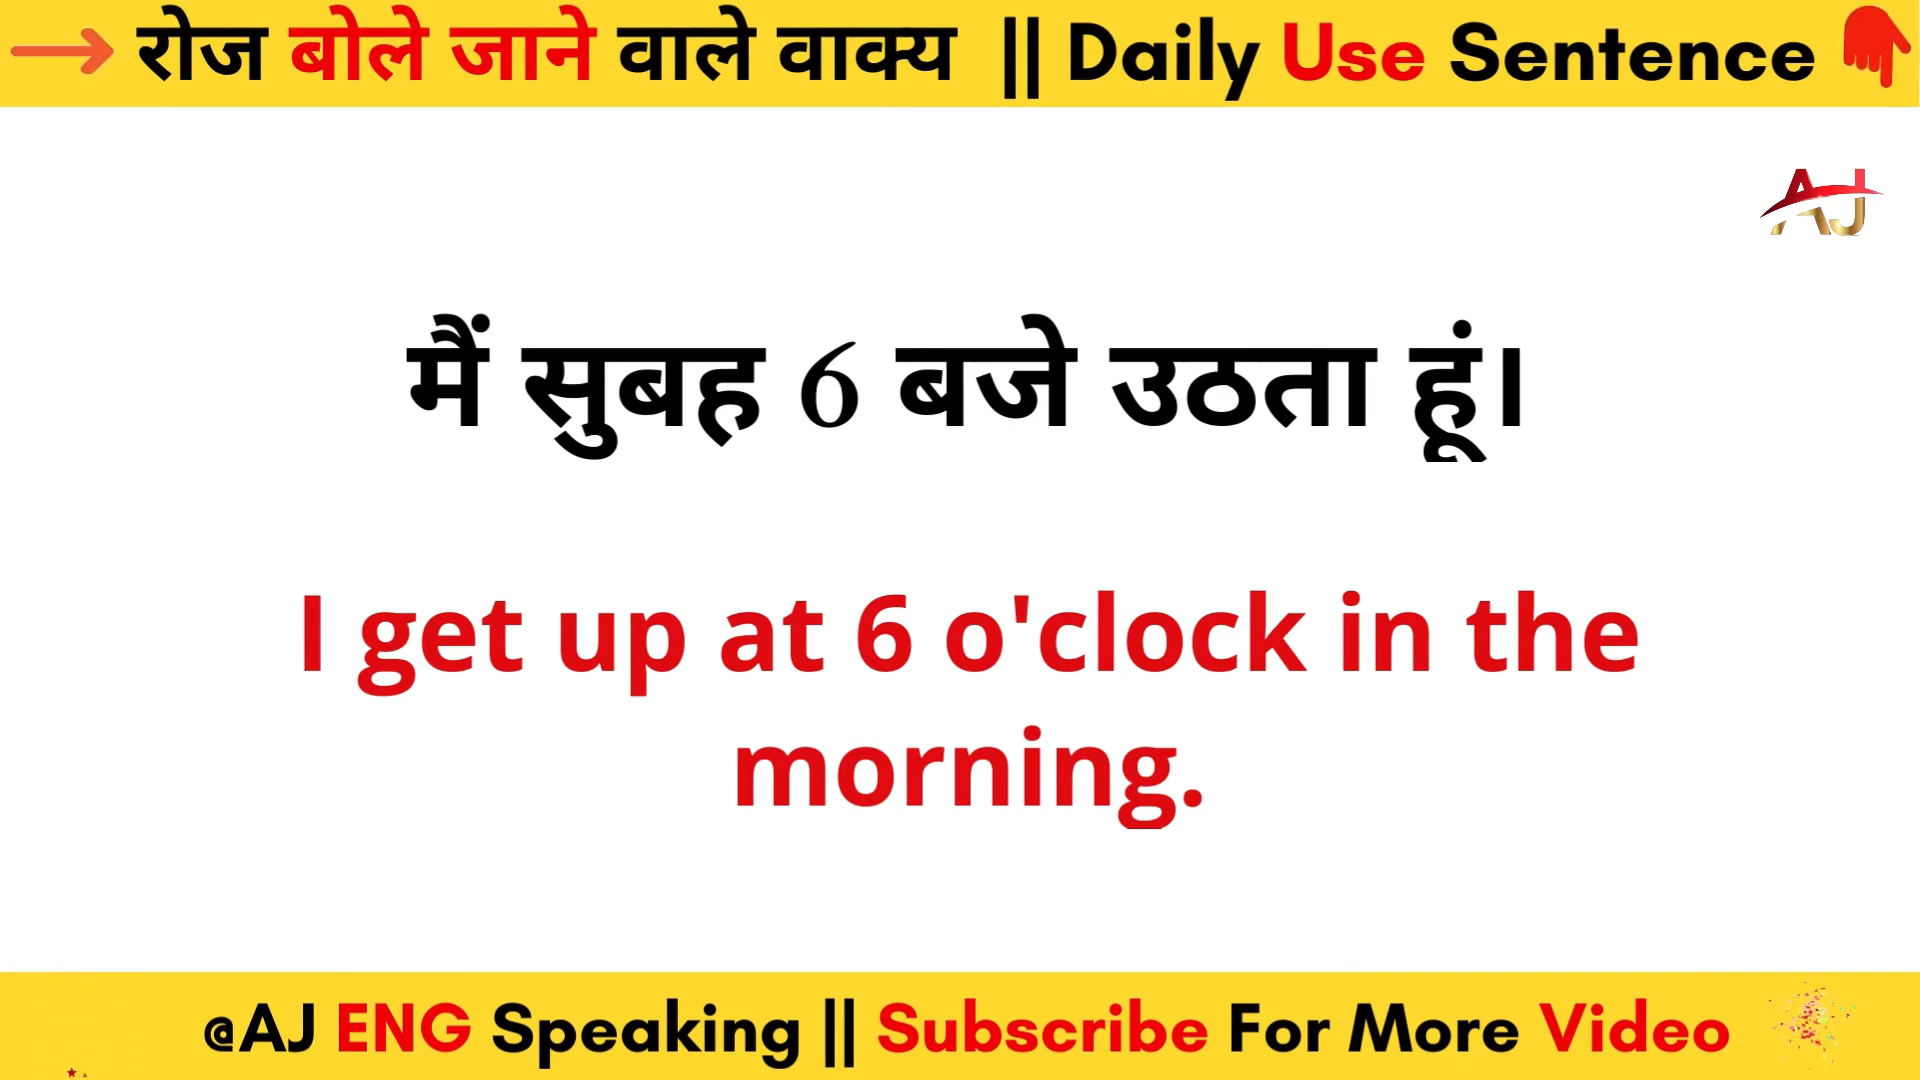 रोज बोले जाने वाले वाक्य || Daily Use Sentence
AJ
मैं सुबह 6 बजे उठता हूं।
I get up at 6 o'clock in the
morning.
@AJ ENG Speaking || Subscribe For More Video